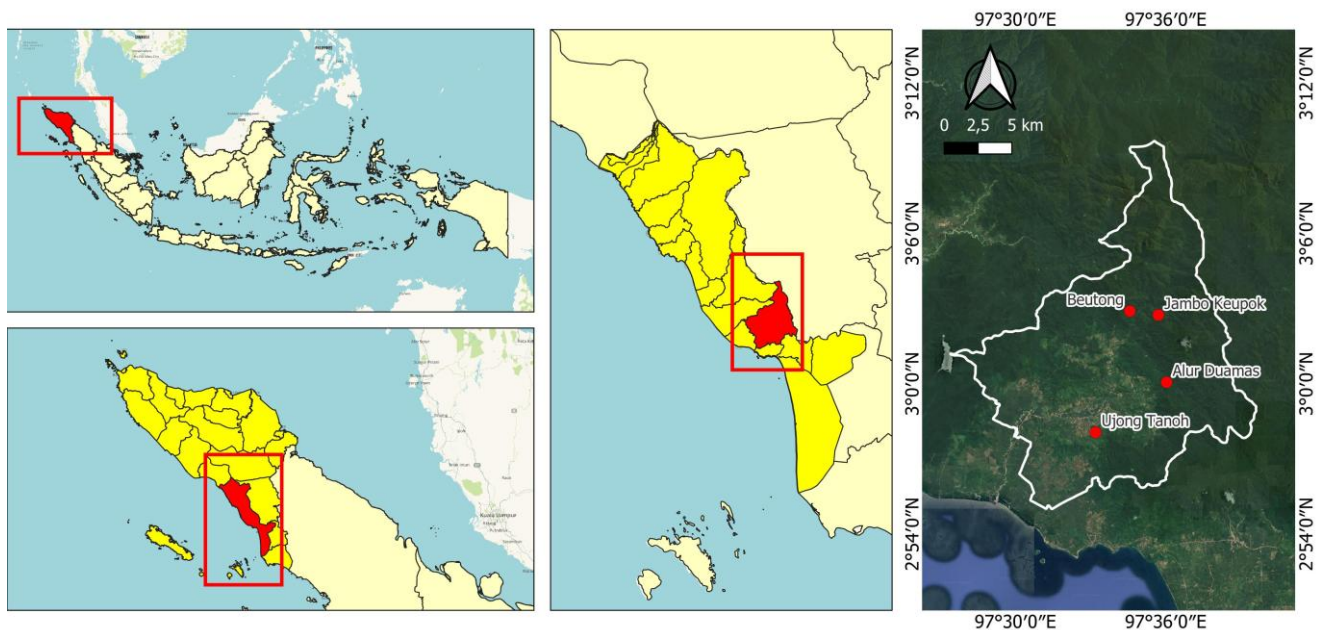 97°30′0″E 97°36′0″E
0 2,5 5 km
3°12′0″N 3°12′0″N
3°6′0″N 3°6′0″N
Beutong
Jambo Keupok
3°0′0″N 3°0′0″N
Alur Duamas
Ujong Tanoh
2°54′0″N 2°54′0″N
97°30′0″E 97°36′0″E
Kuala Lumpur